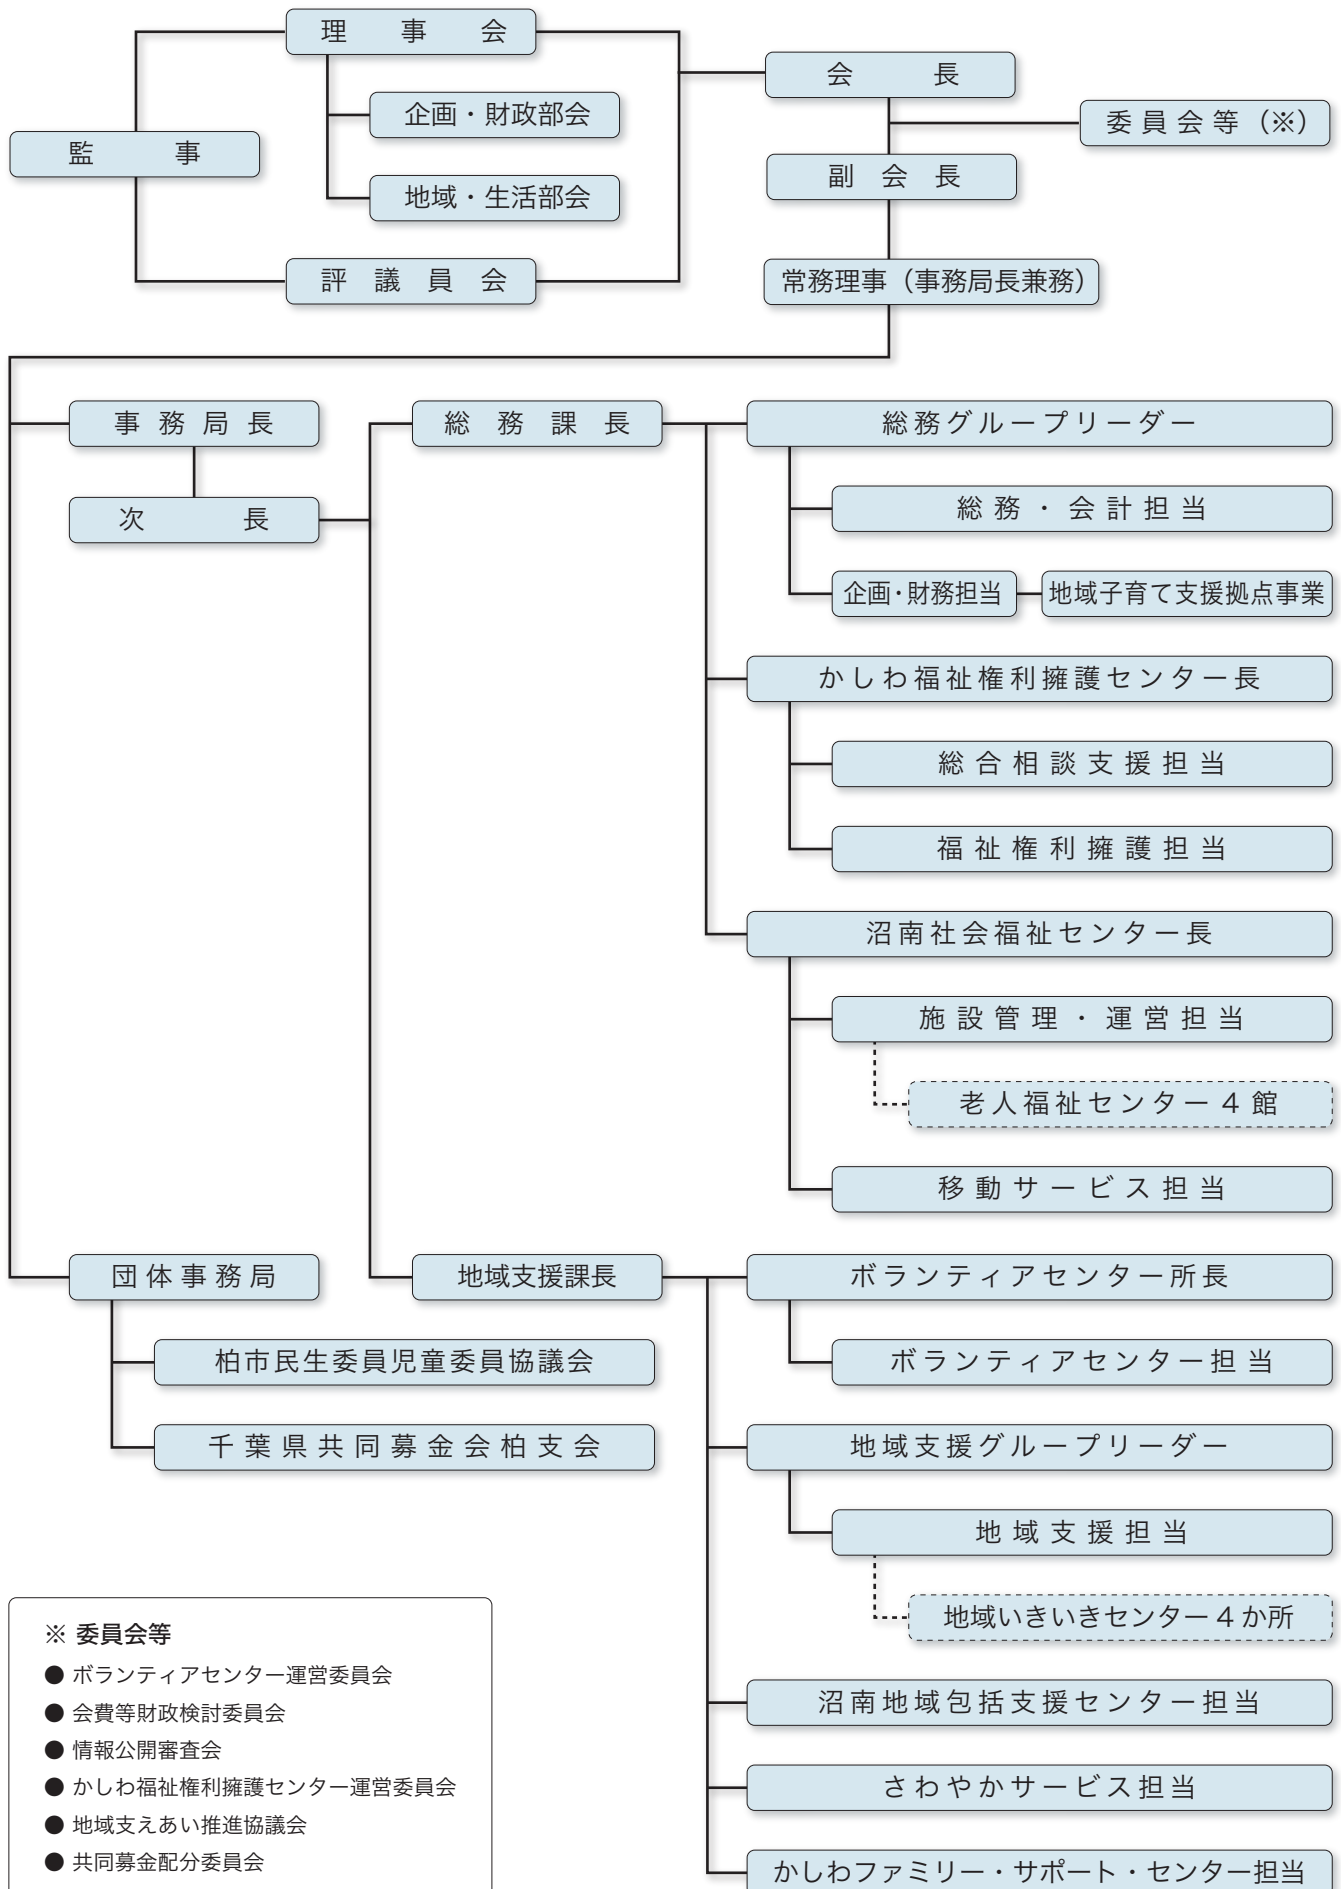 理事会
会長
企画・財政部会
委員会等（※）
監事
副会長
地域・生活部会
評議員会
常務理事（事務局長兼務）
事務局長
総務課長
総務グループリーダー
次長
総務・会計担当
企画・財務担当
地域子育て支援拠点事業
かしわ福祉権利擁護センター長
総合相談支援担当
福祉権利擁護担当
沼南社会福祉センター長
施設管理・運営担当
老人福祉センター４館
移動サービス担当
団体事務局
地域支援課長
ボランティアセンター所長
柏市民生委員児童委員協議会
ボランティアセンター担当
千葉県共同募金会柏支会
地域支援グループリーダー
地域支援担当
地域いきいきセンター４か所
沼南地域包括支援センター担当
さわやかサービス担当
かしわファミリー・サポート・センター担当
※ 委員会等
● ボランティアセンター運営委員会
● 会費等財政検討委員会
● 情報公開審査会
● かしわ福祉権利擁護センター運営委員会
● 地域支えあい推進協議会
● 共同募金配分委員会